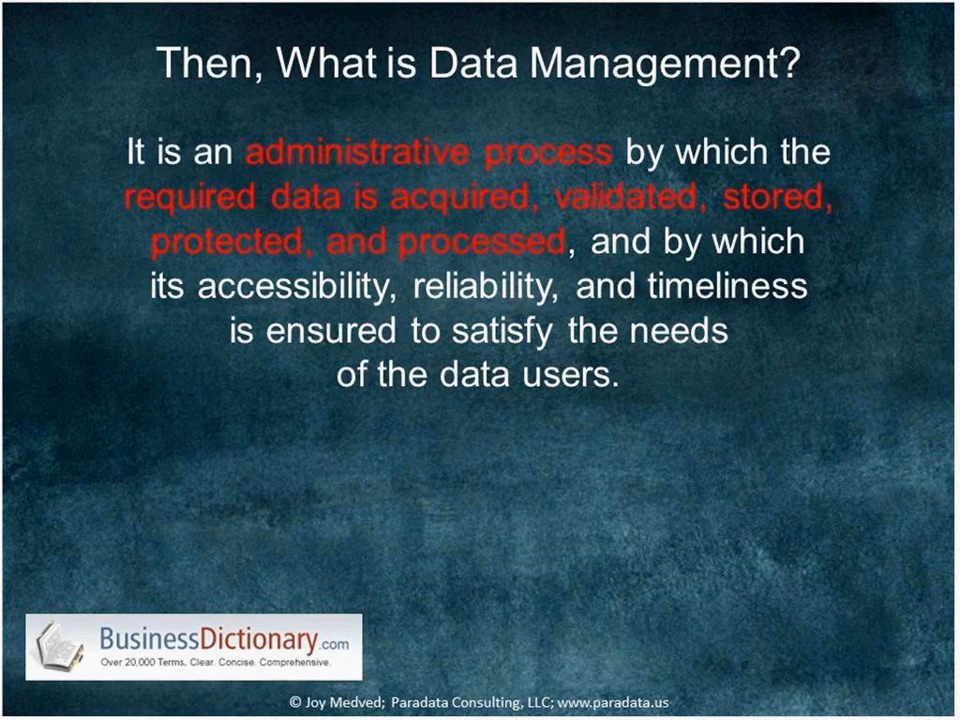 Then, What is Data Management?
It is an administrative process by which the
required data is acquired, validated, stored,
protected, and processed, and by which
its accessibility, reliability, and timeliness
is ensured to satisfy the needs
of the data users.
BusinessDictionary.com
Over 20,000 Terms. Clear. Concise. Comprehensive.
© Joy Medved; Paradata Consulting, LLC; www.paradata.us